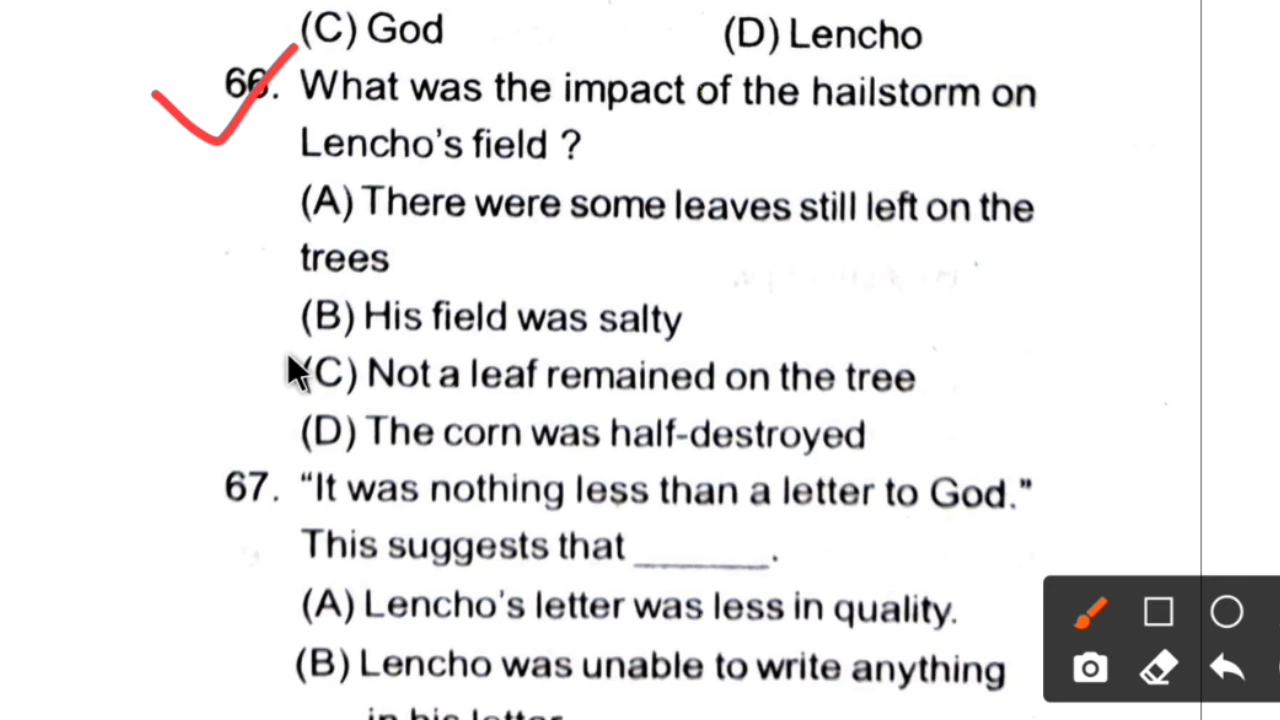 (C) God (D) Lencho
66. What was the impact of the hailstorm on
Lencho's field ?
(A) There were some leaves still left on the
trees
(B) His field was salty
(C) Not a leaf remained on the tree
(D) The corn was half-destroyed
67. “It was nothing less than a letter to God.”
This suggests that ______.
(A) Lencho's letter was less in quality.
(B) Lencho was unable to write anything
in his letter